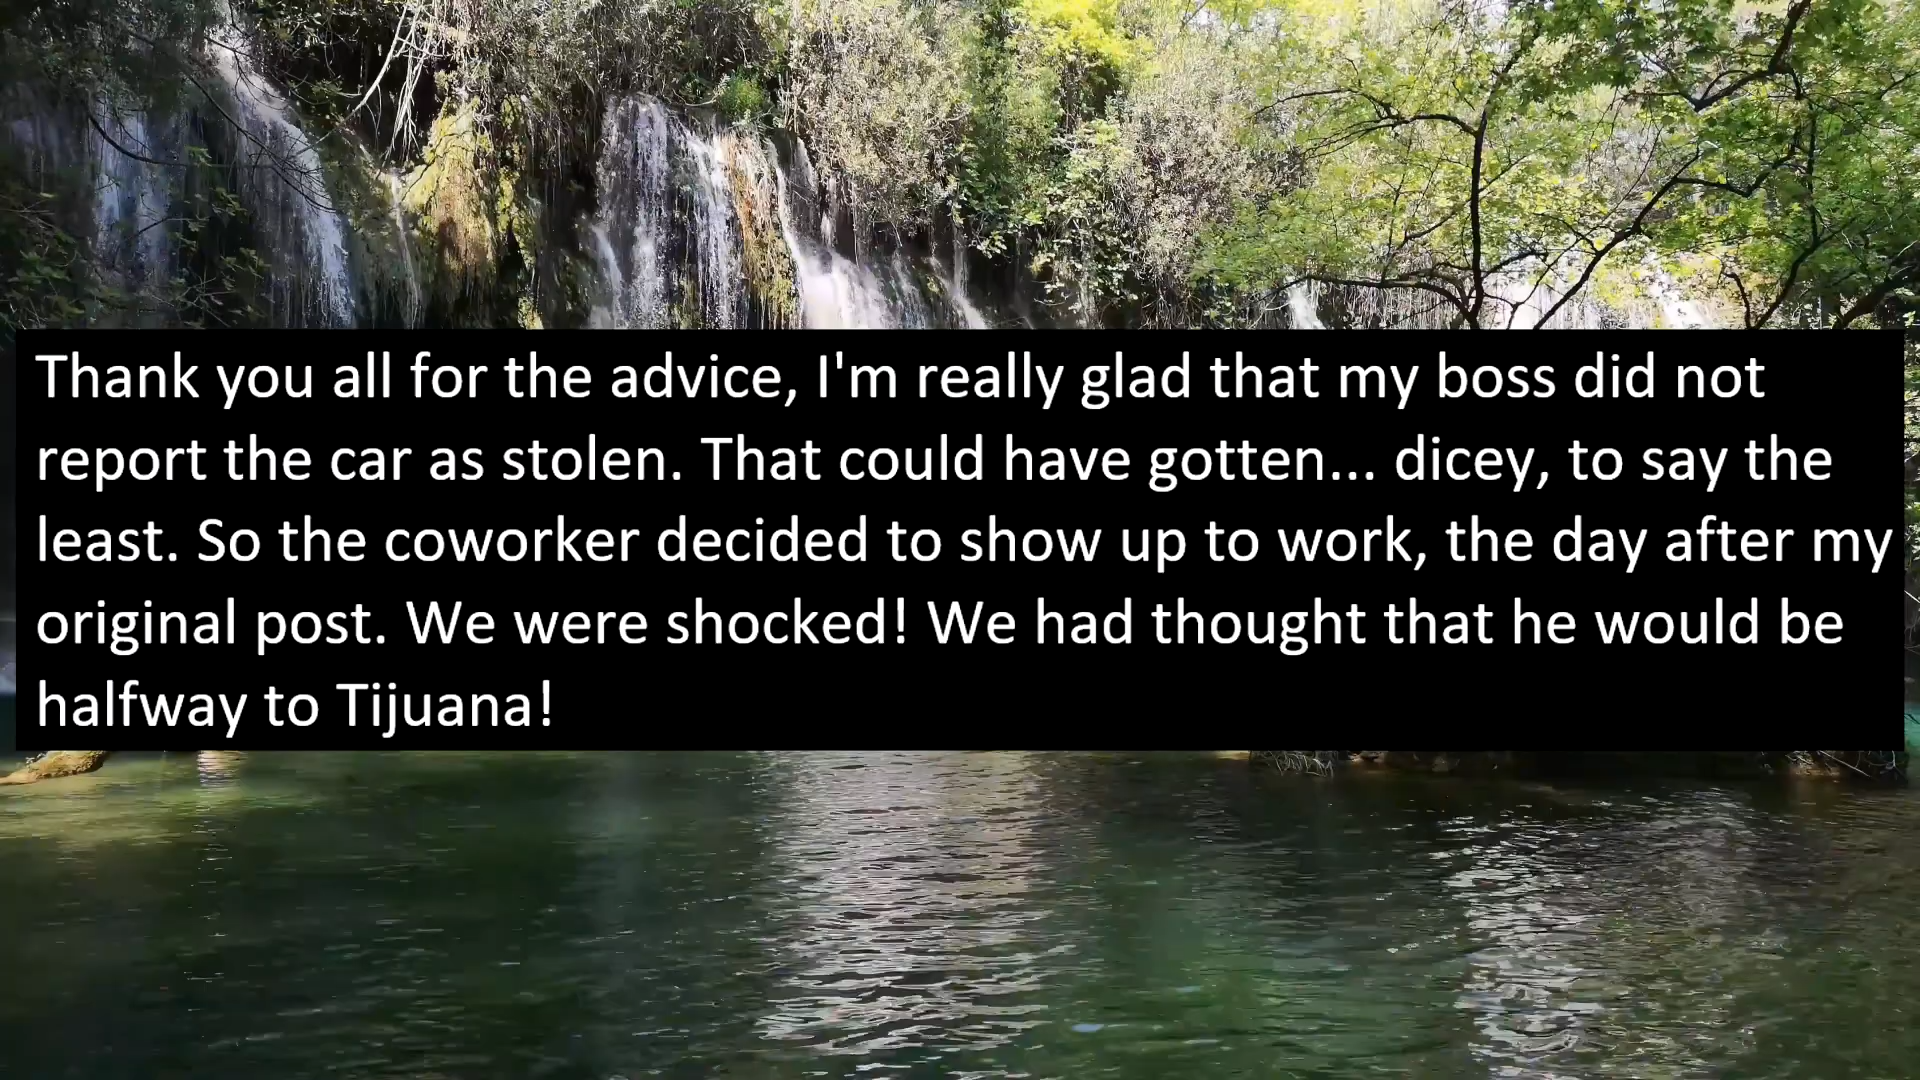 Thank you all for the advice, I'm really glad that my boss did not
report the car as stolen. That could have gotten... dicey, to say the
least. So the coworker decided to show up to work, the day after my
original post. We were shocked! We had thought that he would be
halfway to Tijuana!